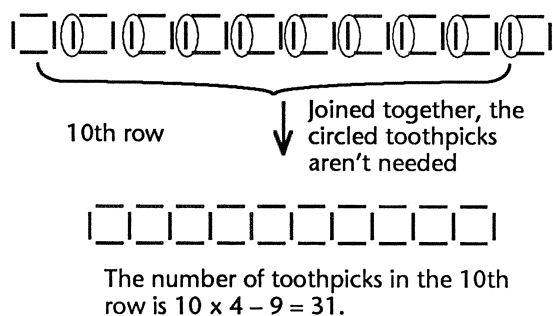 Joined together, the
10th row
circled toothpicks
aren't needed
The number of toothpicks in the 10th
row is 10 x 4 – 9 = 31.